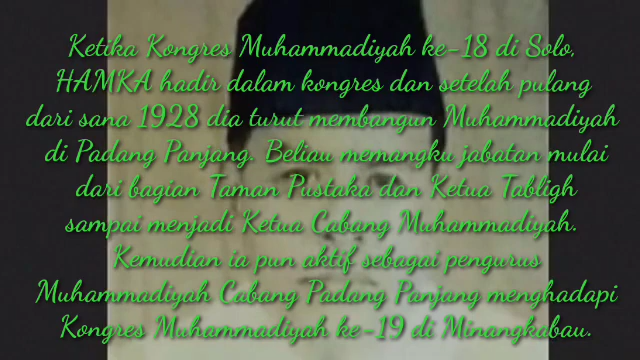 Ketika Kongres Muhammadiyah ke-18 di Solo,
HAMKA hadir dalam kongres dan setelah pulang
dari sana 1928 dia turut membangun Muhammadiyah
di Padang Panjang. Beliau memangku jabatan mulai
dari bagian Taman Pustaka dan Ketua Tabligh
sampai menjadi Ketua Cabang Muhammadiyah.
Kemudian ia pun aktif sebagai pengurus
Muhammadiyah Cabang Padang Panjang menghadapi
Kongres Muhammadiyah ke-19 di Minangkabau.